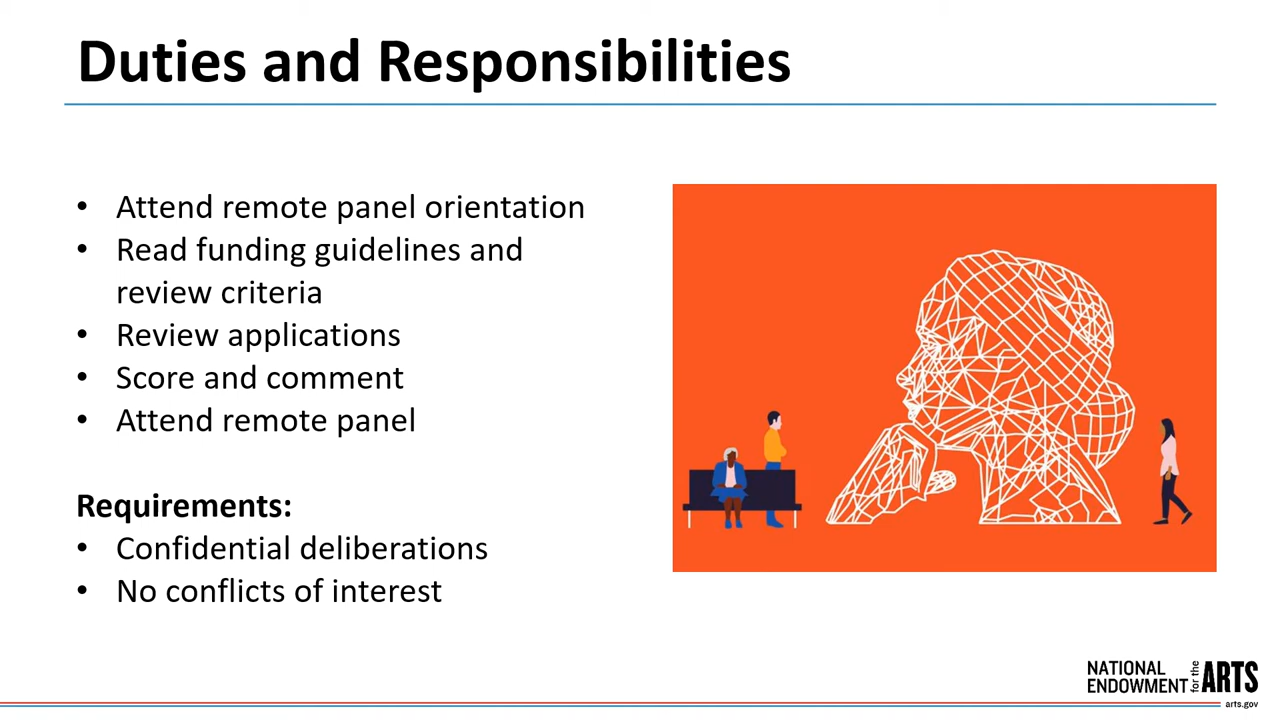 Duties and Responsibilities
• Attend remote panel orientation
• Read funding guidelines and
review criteria
• Review applications
• Score and comment
• Attend remote panel
Requirements:
• Confidential deliberations
• No conflicts of interest
NATIONAL
ENDOWMENT for the ARTS
arts.gov